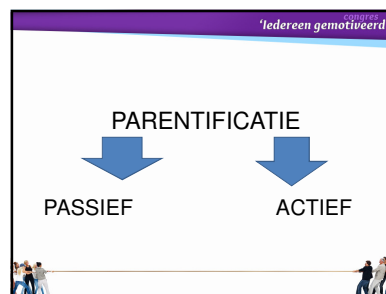 congres
'Iedereen gemotiveerd
PARENTIFICATIE
PASSIEF ACTIEF